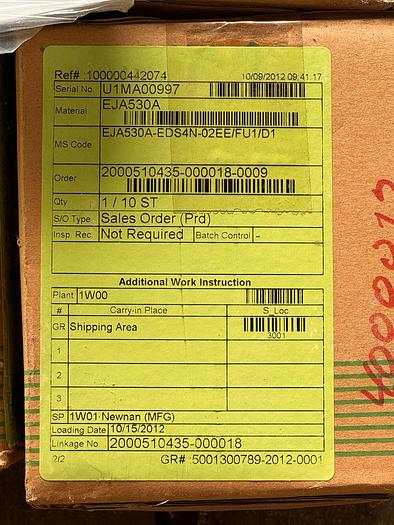 Ref# :100000442074 10/09/2012 09:41:17
Serial No. U1MA00997
Material EJA530A
MS Code EJA530A-EDS4N-02EE/FU1/D1
Order 2000510435-000018-0009
Qty 1 / 10 ST
S/O Type Sales Order (Prd)
Insp. Rec. Not Required Batch Control -
Additional Work Instruction
Plant 1W00
# Carry-in Place S_Loc
GR Shipping Area 3001
1
2
3
SP 1W01 Newnan (MFG)
Loading Date 10/15/2012
Linkage No. 2000510435-000018
2/2 GR# :5001300789-2012-0001